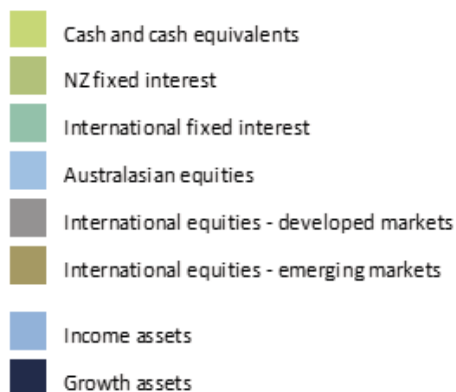 Cash and cash equivalents
NZ fixed interest
International fixed interest
Australasian equities
International equities - developed markets
International equities - emerging markets
Income assets
Growth assets